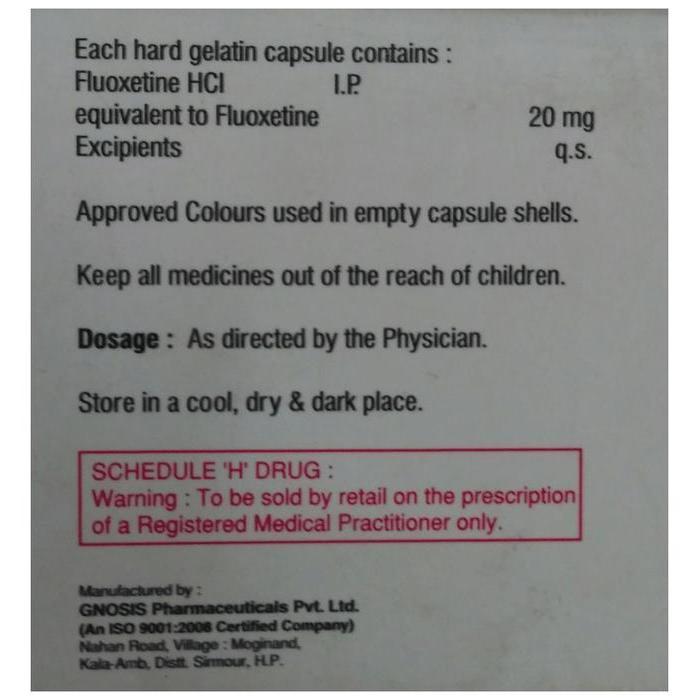 Each hard gelatin capsule contains :
Fluoxetine HCl I.P.
equivalent to Fluoxetine 20 mg
Excipients q.s.
Approved Colours used in empty capsule shells.
Keep all medicines out of the reach of children.
Dosage : As directed by the Physician.
Store in a cool, dry & dark place.
SCHEDULE 'H' DRUG :
Warning : To be sold by retail on the prescription
of a Registered Medical Practitioner only.
Manufactured by :
GNOSIS Pharmaceuticals Pvt. Ltd.
(An ISO 9001:2008 Certified Company)
Nahan Road, Village : Moginand,
Kala-Amb, Distt. Sirmour, H.P.